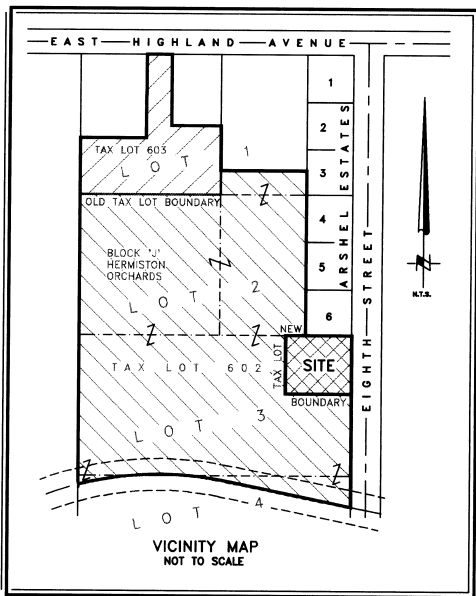 EAST HIGHLAND AVENUE
1
2
3
4
5
6
ARSHEL ESTATES
EIGHTH STREET
N.T.S.
TAX LOT 603
LOT 1
OLD TAX LOT BOUNDARY
BLOCK 'J'
HERMISTON
ORCHARDS
LOT 2
NEW
TAX LOT
BOUNDARY
SITE
TAX LOT 602
LOT 3
LOT 4
VICINITY MAP
NOT TO SCALE